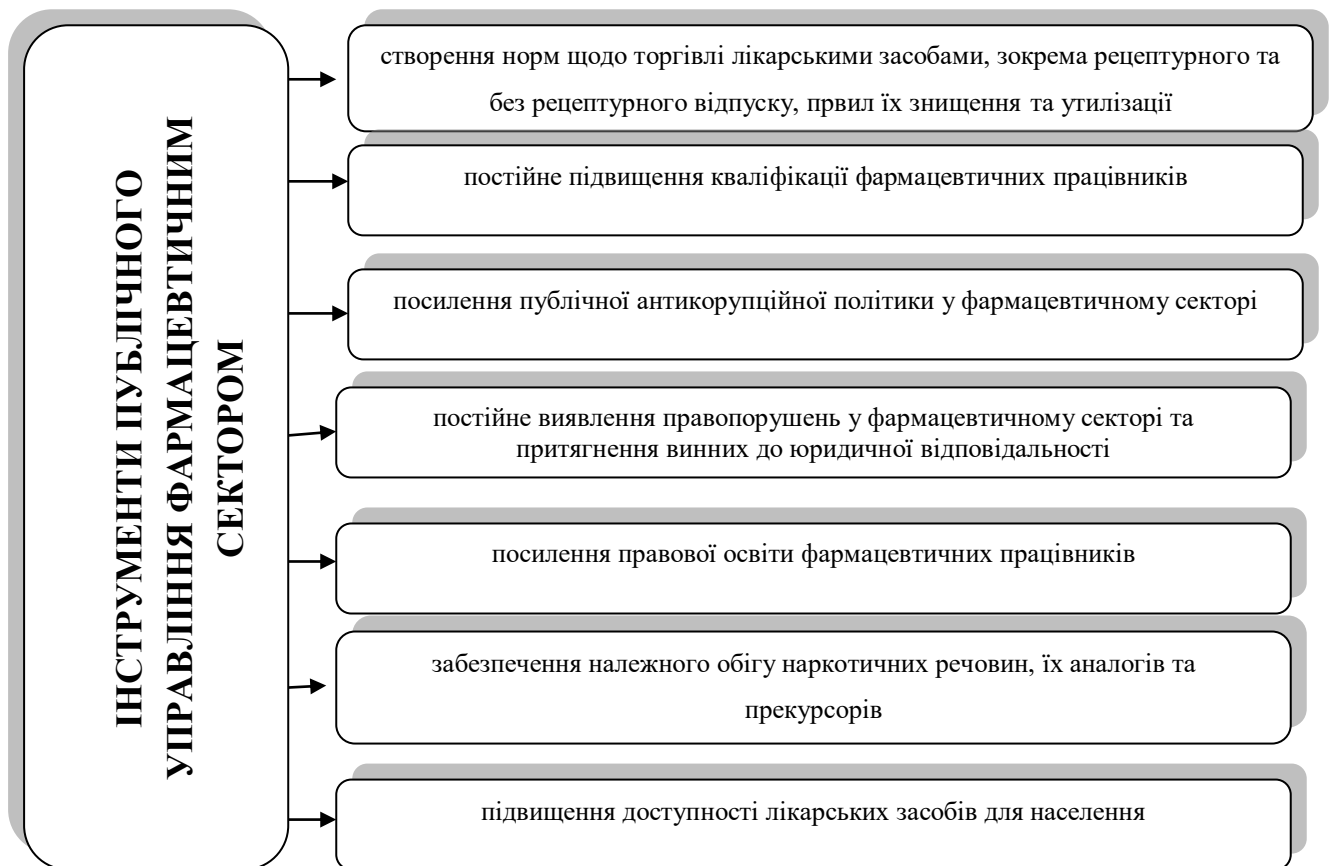 ІНСТРУМЕНТИ ПУБЛІЧНОГО
УПРАВЛІННЯ ФАРМАЦЕВТИЧНИМ
СЕКТОРОМ
створення норм щодо торгівлі лікарськими засобами, зокрема рецептурного та
без рецептурного відпуску, првил їх знищення та утилізації
постійне підвищення кваліфікації фармацевтичних працівників
посилення публічної антикорупційної політики у фармацевтичному секторі
постійне виявлення правопорушень у фармацевтичному секторі та
притягнення винних до юридичної відповідальності
посилення правової освіти фармацевтичних працівників
забезпечення належного обігу наркотичних речовин, їх аналогів та
прекурсорів
підвищення доступності лікарських засобів для населення